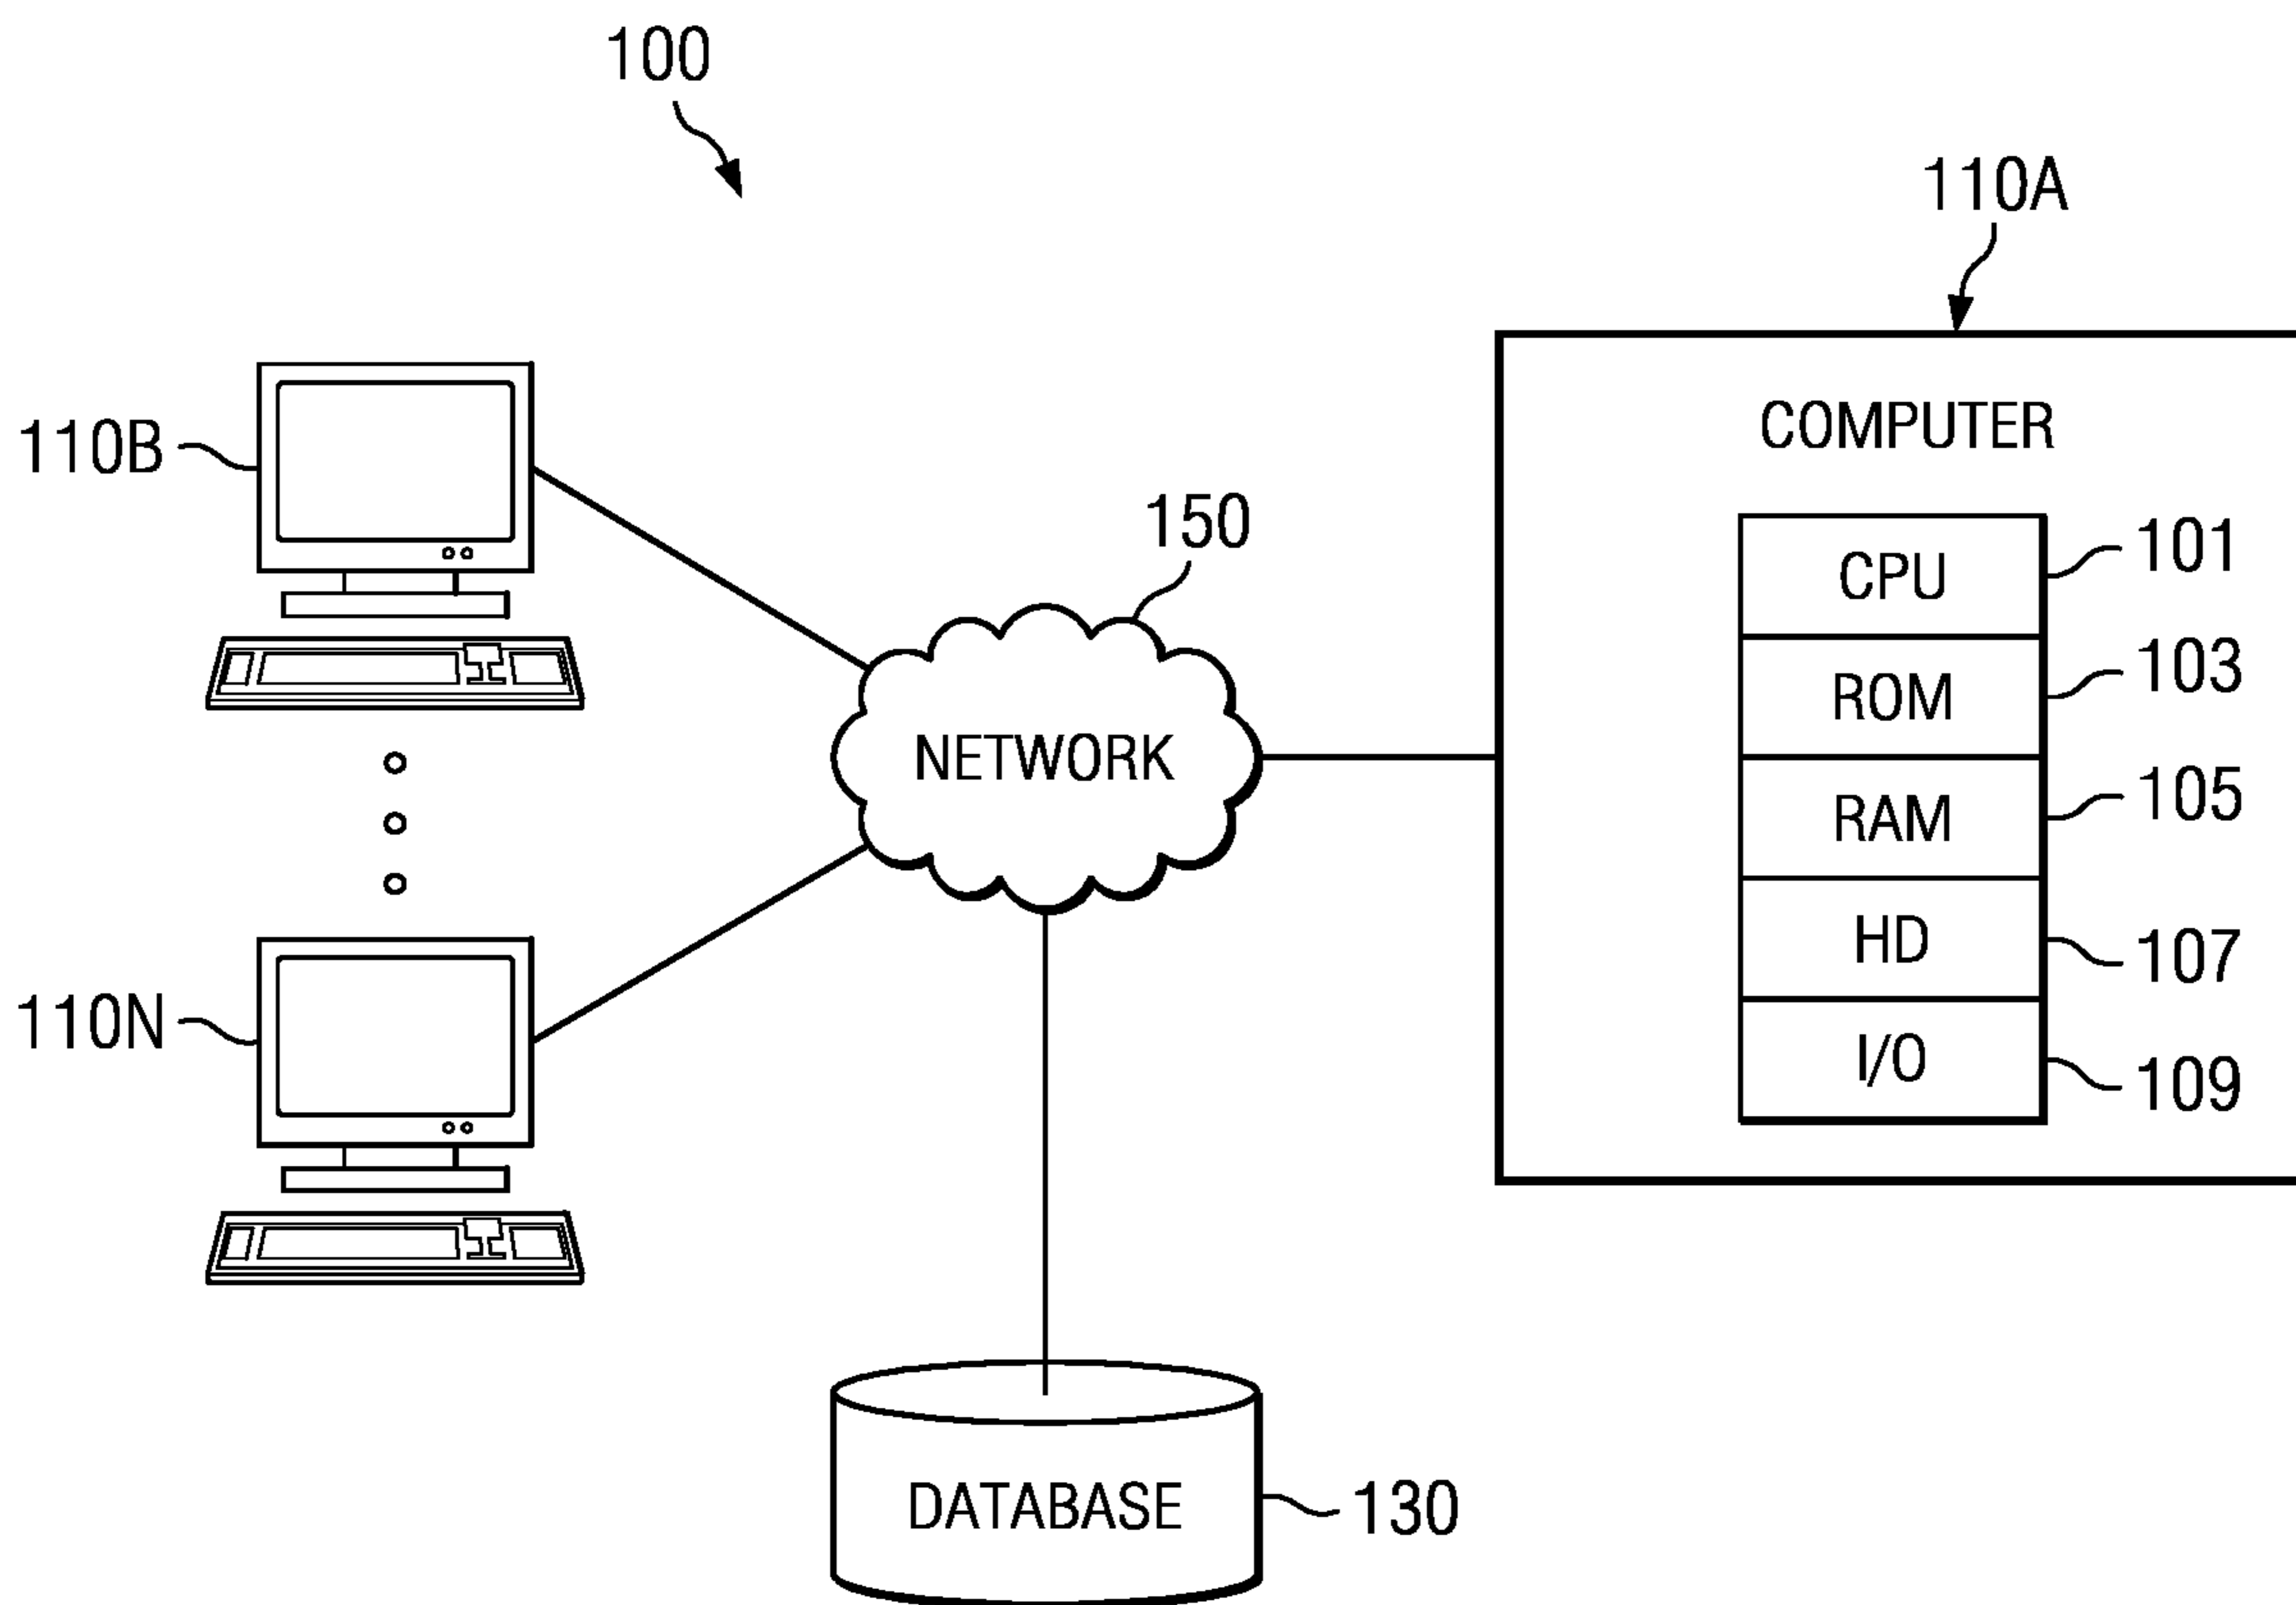 100
110A
110B
COMPUTER
150
CPU
101
ROM
103
NETWORK
RAM
105
HD
107
110N
I/O
109
DATABASE
130